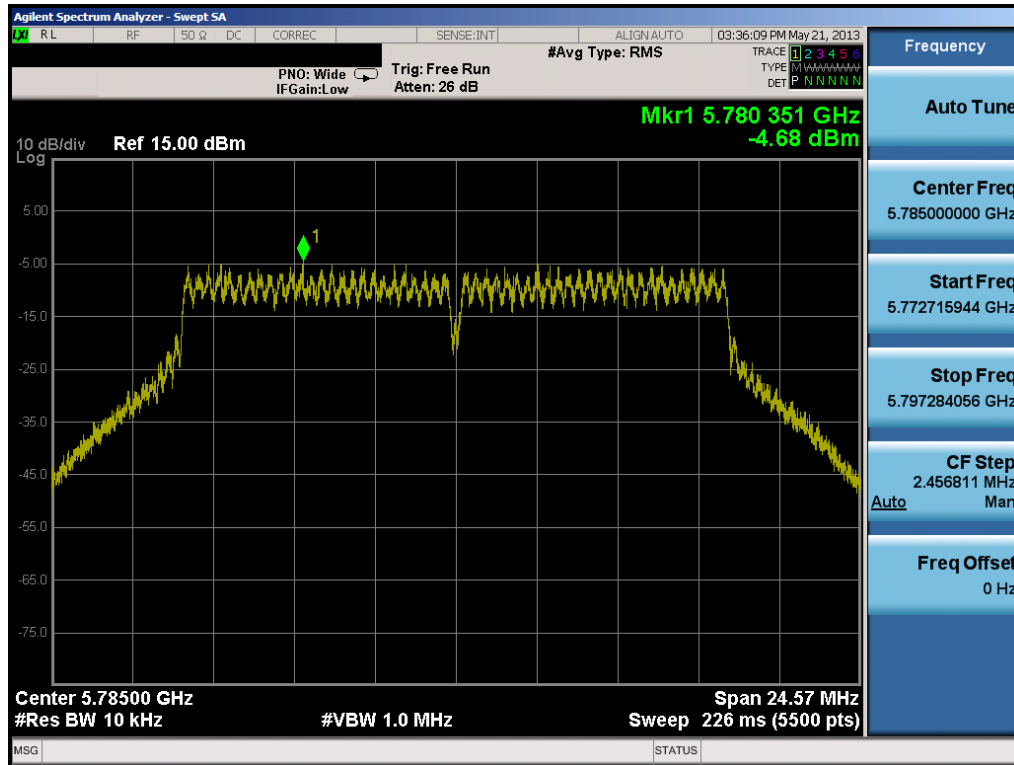 Agilent Spectrum Analyzer - Swept SA
LXI RL RF 50 Ω DC CORREC SENSE:INT ALIGN AUTO 03:36:09 PM May 21, 2013
#Avg Type: RMS
TRACE 1 2 3 4 5 6
TYPE M WWWWW
DET P N N N N N
PNO: Wide
IFGain:Low
Trig: Free Run
Atten: 26 dB
Mkr1 5.780 351 GHz
-4.68 dBm
10 dB/div
Log
Ref 15.00 dBm
1
5.00
-5.00
-15.0
-25.0
-35.0
-45.0
-55.0
-65.0
-75.0
Center 5.78500 GHz
Span 24.57 MHz
#Res BW 10 kHz
#VBW 1.0 MHz
Sweep 226 ms (5500 pts)
MSG
STATUS
Frequency
Auto Tune
Center Freq
5.785000000 GHz
Start Freq
5.772715944 GHz
Stop Freq
5.797284056 GHz
CF Step
2.456811 MHz
Auto Man
Freq Offset
0 Hz